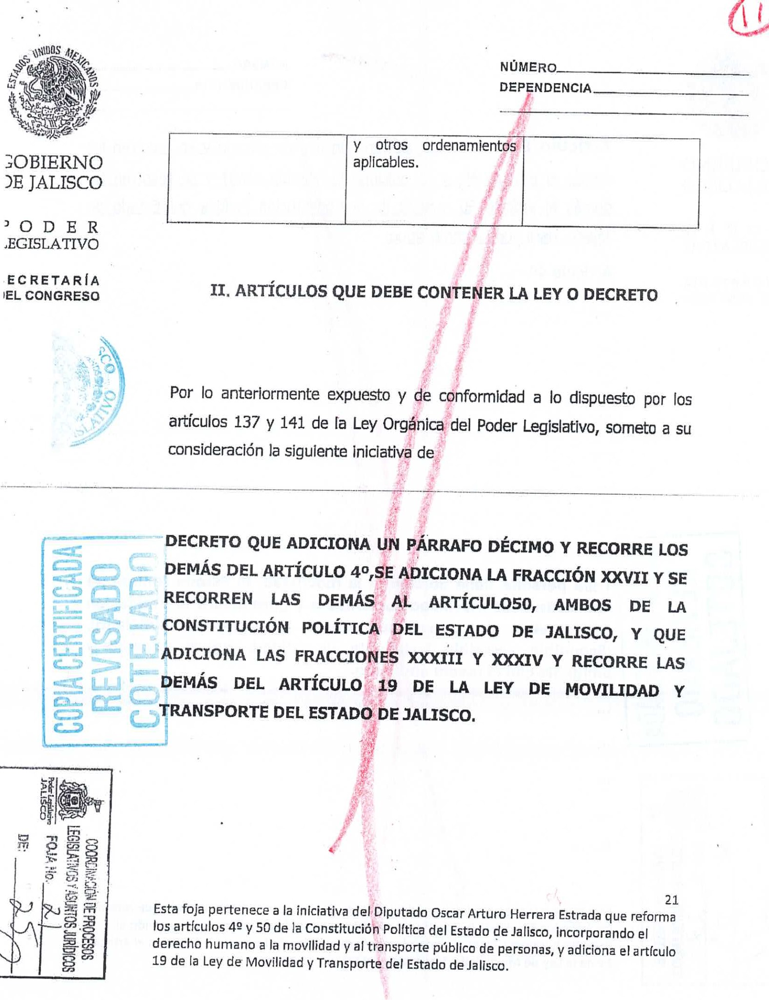 11
ESTADOS UNIDOS MEXICANOS
NÚMERO
DEPENDENCIA
GOBIERNO
DE JALISCO
PODER
LEGISLATIVO
SECRETARÍA
DEL CONGRESO
y otros ordenamientos
aplicables.
II. ARTÍCULOS QUE DEBE CONTENER LA LEY O DECRETO
SCO
SLATIVO
Por lo anteriormente expuesto y de conformidad a lo dispuesto por los
artículos 137 y 141 de la Ley Orgánica del Poder Legislativo, someto a su
consideración la siguiente iniciativa de
COPIA CERTIFICADA
REVISADO
COTEJADO
DECRETO QUE ADICIONA UN PÁRRAFO DÉCIMO Y RECORRE LOS
DEMÁS DEL ARTÍCULO 4º,SE ADICIONA LA FRACCIÓN XXVII Y SE
RECORREN LAS DEMÁS AL ARTÍCULO50, AMBOS DE LA
CONSTITUCIÓN POLÍTICA DEL ESTADO DE JALISCO, Y QUE
ADICIONA LAS FRACCIONES XXXIII Y XXXIV Y RECORRE LAS
DEMÁS DEL ARTÍCULO 19 DE LA LEY DE MOVILIDAD Y
TRANSPORTE DEL ESTADO DE JALISCO.
Poder Legislativo
JALISCO
COORDINACIÓN DE PROCESOS
LEGISLATIVOS Y ASUNTOS JURÍDICOS
FOJA No. 21
DE: 25
21
Esta foja pertenece a la iniciativa del Diputado Oscar Arturo Herrera Estrada que reforma
los artículos 4º y 50 de la Constitución Política del Estado de Jalisco, incorporando el
derecho humano a la movilidad y al transporte público de personas, y adiciona el artículo
19 de la Ley de Movilidad y Transporte del Estado de Jalisco.